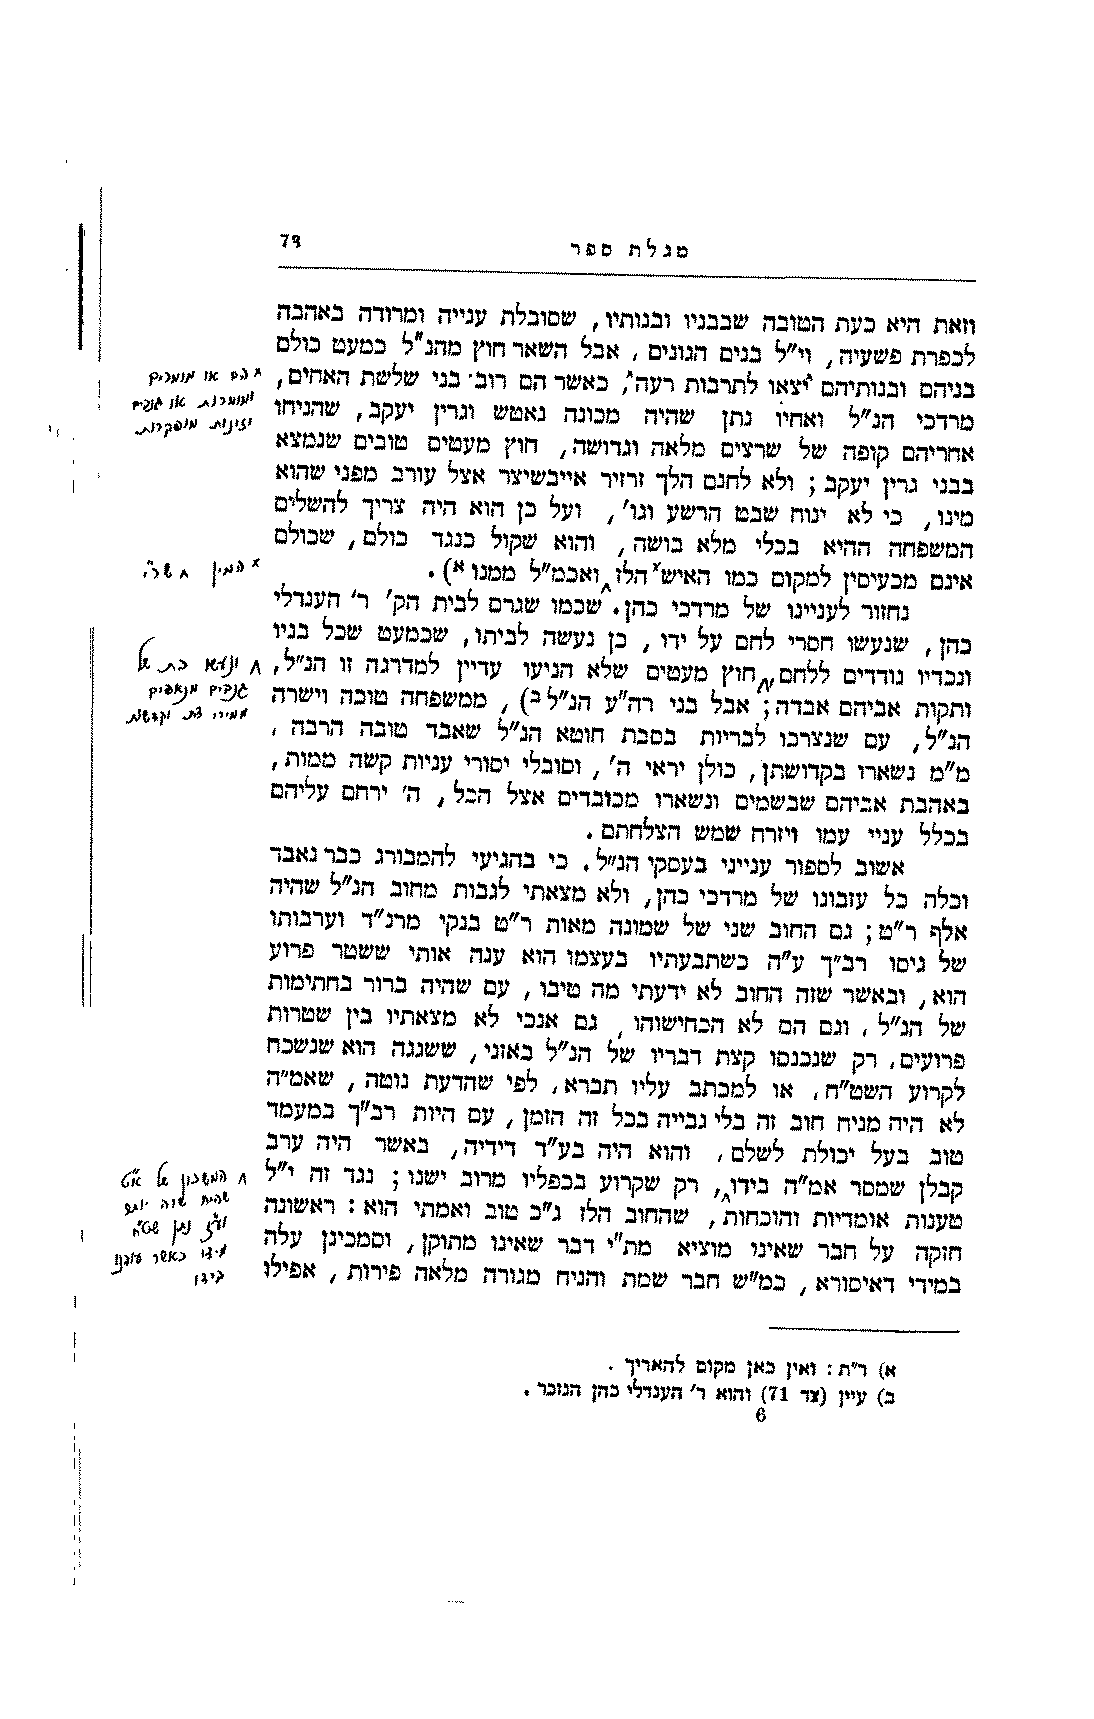 מגלת ספר
79
וזאת היא כעת הטובה שבבניו ובנותיו, שסובלת ענייה ומרודה באהבה
לכפרת פשעיה, וי"ל בנים הגונים, אבל השאר חוץ מהנ"ל כמעט כולם
בניהם ובנותיהם יצאו לתרבות רעה, כאשר הם רוב בני שלשת האחים,
מרדכי הנ"ל ואחיו נתן שהיה מכונה נאטש וגרין יעקב, שהניחו
אחריהם קופה של שרצים מלאה וגדושה, חוץ מעטים טובים שנמצא
בבני גרין יעקב; ולא לחנם הלך זרזיר אייבשיצר אצל עורב מפני שהוא
מינו, כי לא ינוח שבט הרשע וגו', ועל כן הוא היה צריך להשלים
המשפחה ההיא בכלי מלא בושה, והוא שקול כנגד כולם, שכולם
אינם מכעיסין למקום כמו האיש הלז ואכמ"ל ממנו א).
נחזור לעניינו של מרדכי כהן. שכמו שגרם לבית הק' ר' הענדלי
כהן, שנעשו חסרי לחם על ידו, כן נעשה לביתו, שכמעט שכל בניו
ונכדיו נודדים ללחם חוץ מעטים שלא הגיעו עדיין למדרגה זו הנ"ל,
ותקות אביהם אבדה; אבל בני רה"ע הנ"ל ב), ממשפחה טובה וישרה
הנ"ל, עם שנצרכו לבריות בסבת חוטא הנ"ל שאבד טובה הרבה,
מ"מ נשארו בקדושתן, כולן יראי ה', וסובלי יסורי עניות קשה ממות,
באהבת אביהם שבשמים ונשארו מכובדים אצל הכל, ה' ירחם עליהם
בכלל עניי עמו ויזרח שמש הצלחתם.
אשוב לספור ענייני בעסקי הנ"ל. כי בהגיעי להמבורג כבר נאבד
וכלה כל עזבונו של מרדכי כהן, ולא מצאתי לגבות מחוב הנ"ל שהיה
אלף ר"ט; גם החוב שני של שמונה מאות ר"ט בנקי מרנ"ד וערבותו
של גיסו רב"ך ע"ה כשתבעתיו בעצמו הוא ענה אותי ששטר פרוע
הוא, ובאשר שזה החוב לא ידעתי מה טיבו, עם שהיה ברור בחתימות
של הנ"ל, וגם הם לא הכחישוהו, גם אנכי לא מצאתיו בין שטרות
פרועים, רק שנכנסו קצת דבריו של הנ"ל באזני, ששגגה הוא שנשכח
לקרוע השט"ח, או למכתב עליו תברא, לפי שהדעת נוטה, שאמ"ה
לא היה מניח חוב זה בלי גבייה בכל זה הזמן, עם היות רב"ך במעמד
טוב בעל יכולת לשלם, והוא היה בע"ד דידיה, באשר היה ערב
קבלן שמסר אמ"ה בידו, רק שקרוע בכפליו מרוב ישנו; נגד זה י"ל
טענות אומדיות והוכחות, שהחוב הלז ג"כ טוב ואמתי הוא: ראשונה
חזקה על חבר שאינו מוציא מת"י דבר שאינו מתוקן, וסמכינן עלה
במידי דאיסורא, כמ"ש חבר שמת והניח מגורה מלאה פירות, אפילו
הם או מומרים
ומומרות או גנבים
וזונות מופקרות
המין
גנבים מנאפים
המשכון של
א) ר"ת: ואין כאן מקום להאריך.
ב) עיין (צד 71) והוא ר' הענדלי כהן הנזכר.
6